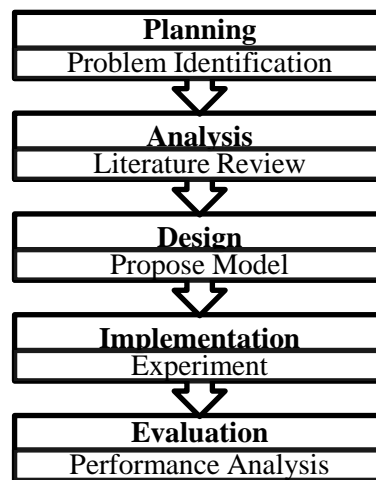 Planning
Problem Identification
Analysis
Literature Review
Design
Propose Model
Implementation
Experiment
Evaluation
Performance Analysis